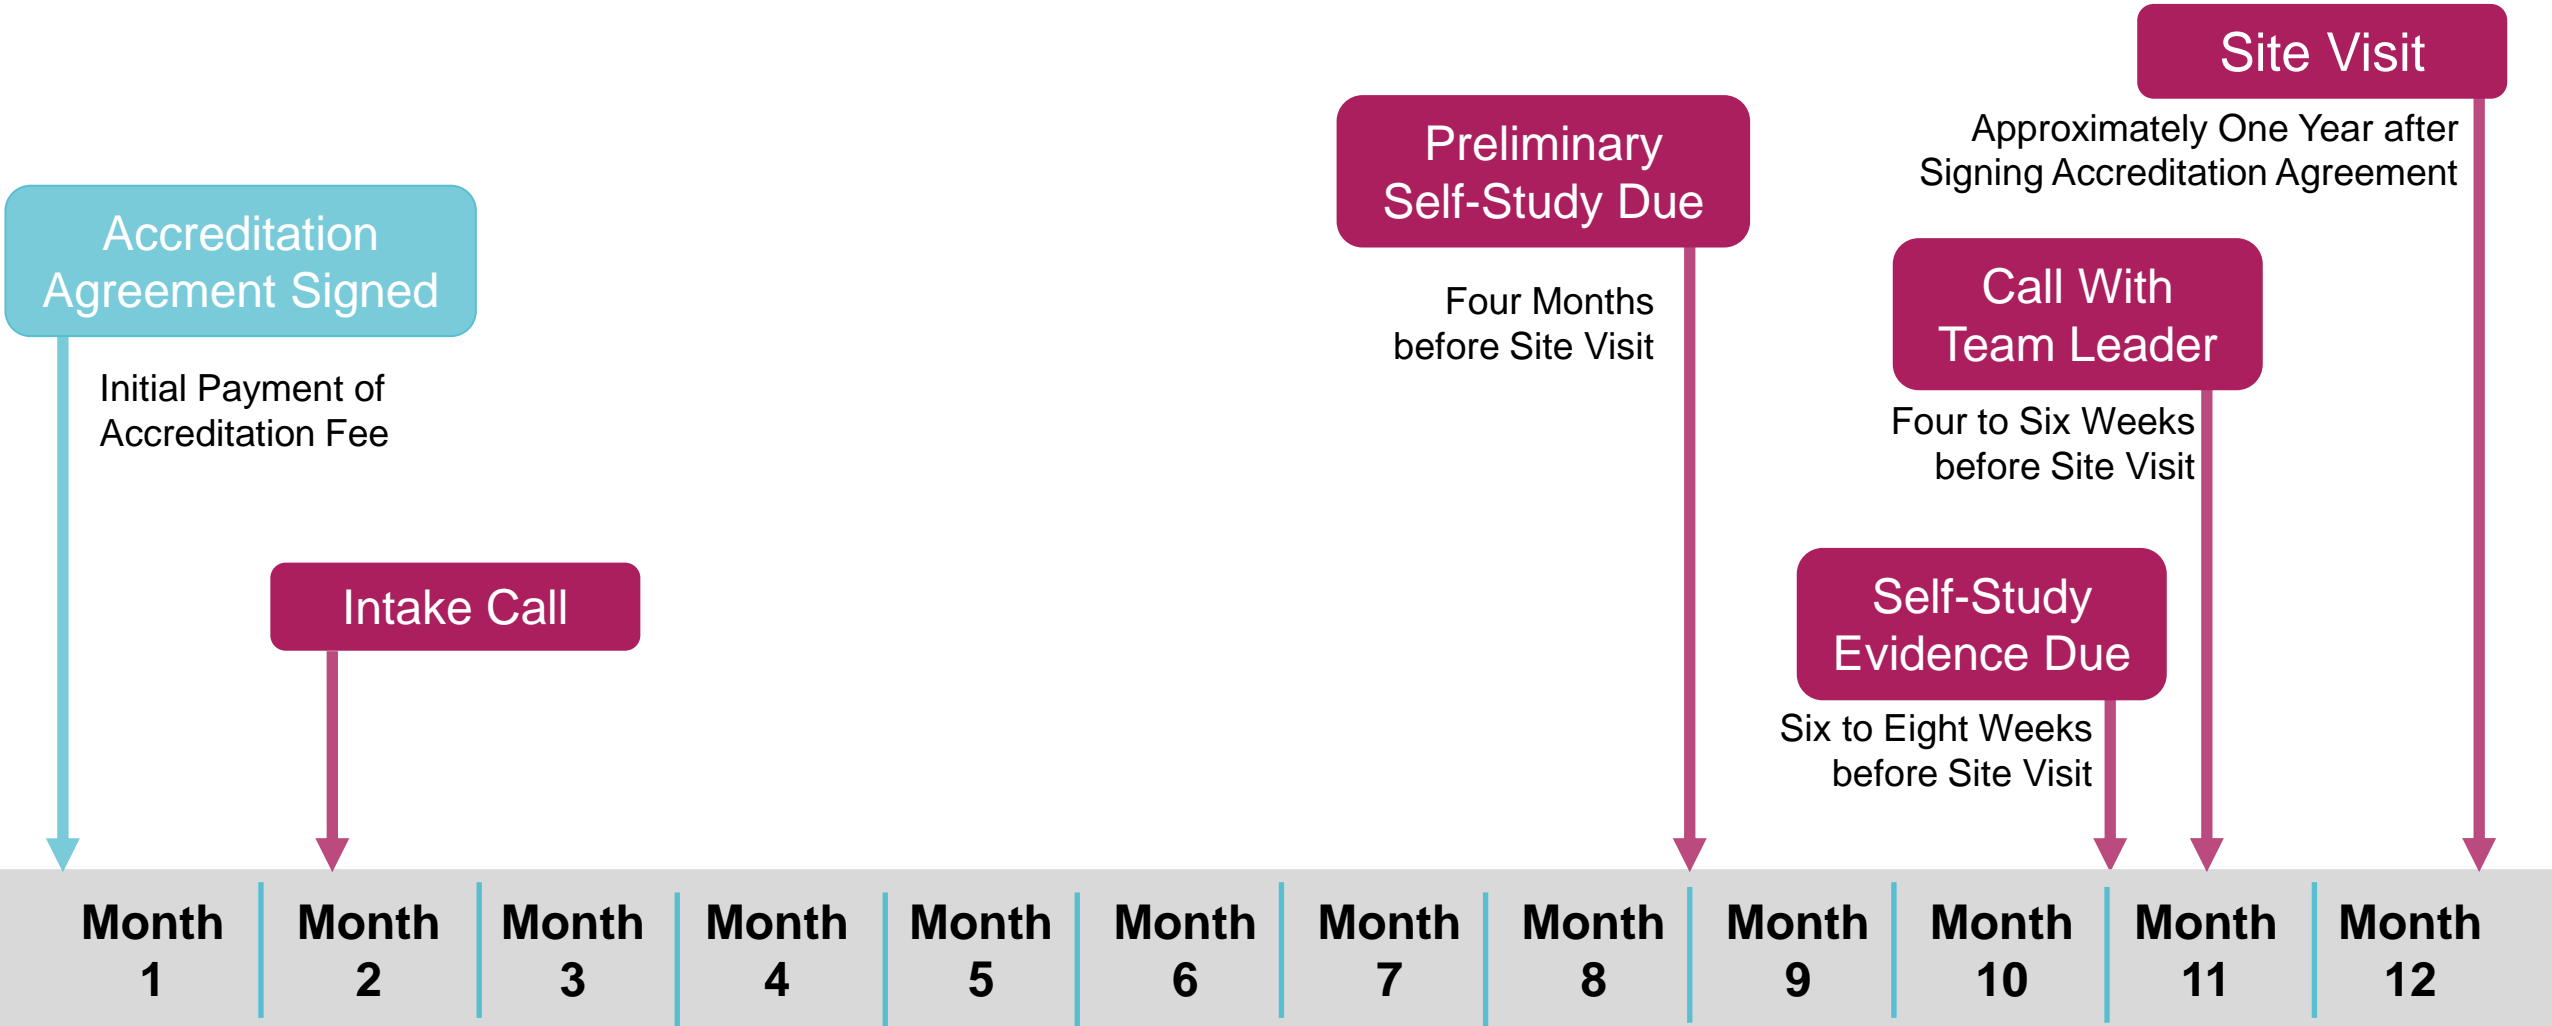 Site Visit
Approximately One Year after
Signing Accreditation Agreement
Preliminary
Self-Study Due
Four Months
before Site Visit
Accreditation
Agreement Signed
Initial Payment of
Accreditation Fee
Call With
Team Leader
Four to Six Weeks
before Site Visit
Intake Call
Self-Study
Evidence Due
Six to Eight Weeks
before Site Visit
Month
1
Month
2
Month
3
Month
4
Month
5
Month
6
Month
7
Month
8
Month
9
Month
10
Month
11
Month
12